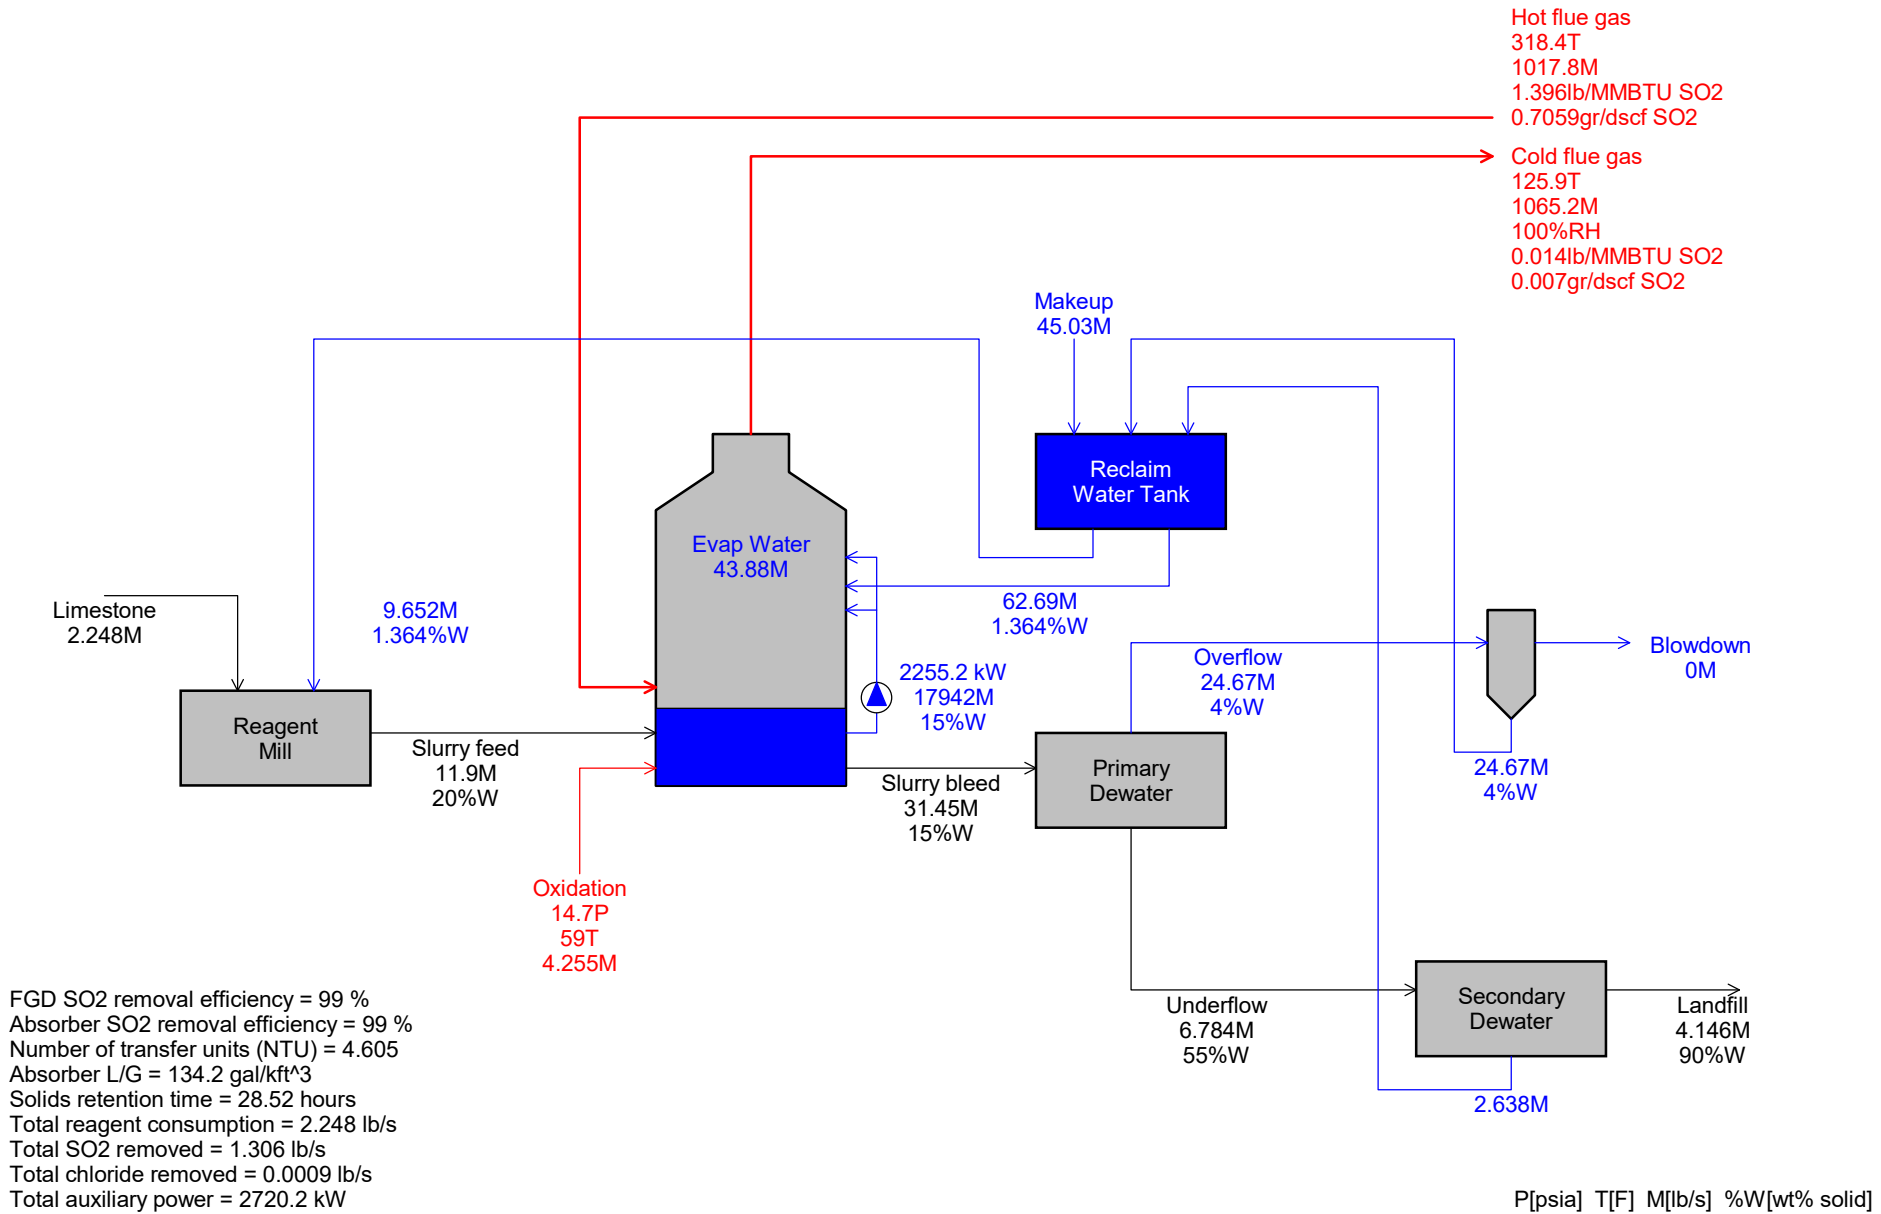 Hot flue gas
318.4T
1017.8M
1.396lb/MMBTU SO2
0.7059gr/dscf SO2
Cold flue gas
125.9T
1065.2M
100%RH
0.014lb/MMBTU SO2
0.007gr/dscf SO2
Makeup
45.03M
Reclaim
Water Tank
Evap Water
43.88M
Limestone
2.248M
9.652M
1.364%W
62.69M
1.364%W
Overflow
24.67M
4%W
Blowdown
0M
2255.2 kW
17942M
15%W
Reagent
Mill
Slurry feed
11.9M
20%W
Slurry bleed
31.45M
15%W
Primary
Dewater
24.67M
4%W
Oxidation
14.7P
59T
4.255M
Underflow
6.784M
55%W
Secondary
Dewater
Landfill
4.146M
90%W
2.638M
FGD SO2 removal efficiency = 99 %
Absorber SO2 removal efficiency = 99 %
Number of transfer units (NTU) = 4.605
Absorber L/G = 134.2 gal/kft^3
Solids retention time = 28.52 hours
Total reagent consumption = 2.248 lb/s
Total SO2 removed = 1.306 lb/s
Total chloride removed = 0.0009 lb/s
Total auxiliary power = 2720.2 kW
P[psia] T[F] M[lb/s] %W[wt% solid]